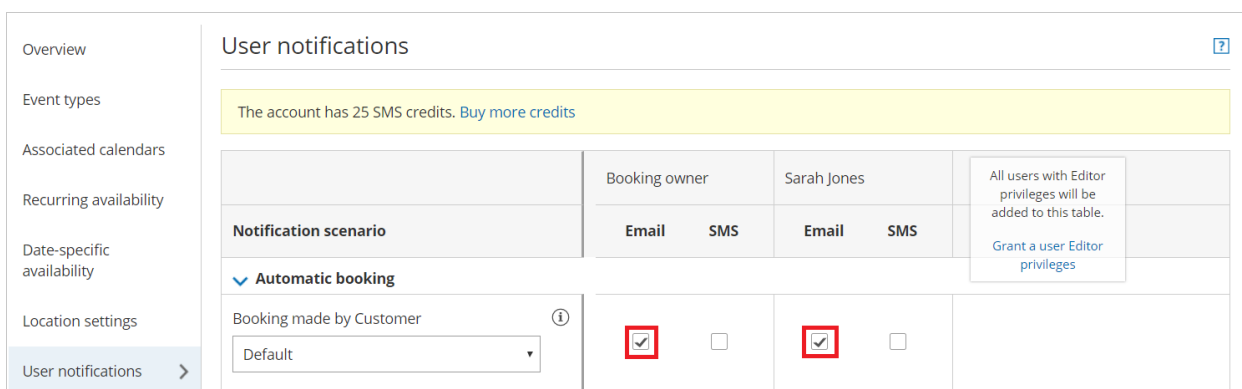 Overview
Event types
Associated calendars
Recurring availability
Date-specific
availability
Location settings
User notifications
User notifications
?
The account has 25 SMS credits. Buy more credits
Booking owner
Sarah Jones
All users with Editor
privileges will be
added to this table.
Grant a user Editor
privileges
Notification scenario
Email
SMS
Email
SMS
Automatic booking
Booking made by Customer
i
Default